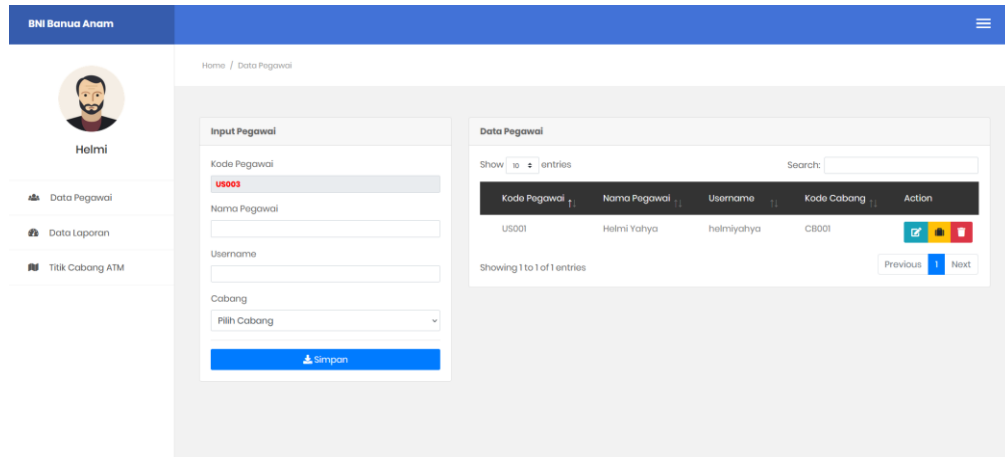 BNI Banua Anam
Helmi
Data Pegawai
Data Laporan
Titik Cabang ATM
Home / Data Pegawai
Input Pegawai
Kode Pegawai
US003
Nama Pegawai
Username
Cabang
Pilih Cabang
Simpan
Data Pegawai
Show 10 entries
Search:
Kode Pegawai Nama Pegawai Username Kode Cabang Action
US001 Helmi Yahya helmiyahya CB001
Showing 1 to 1 of 1 entries
Previous 1 Next